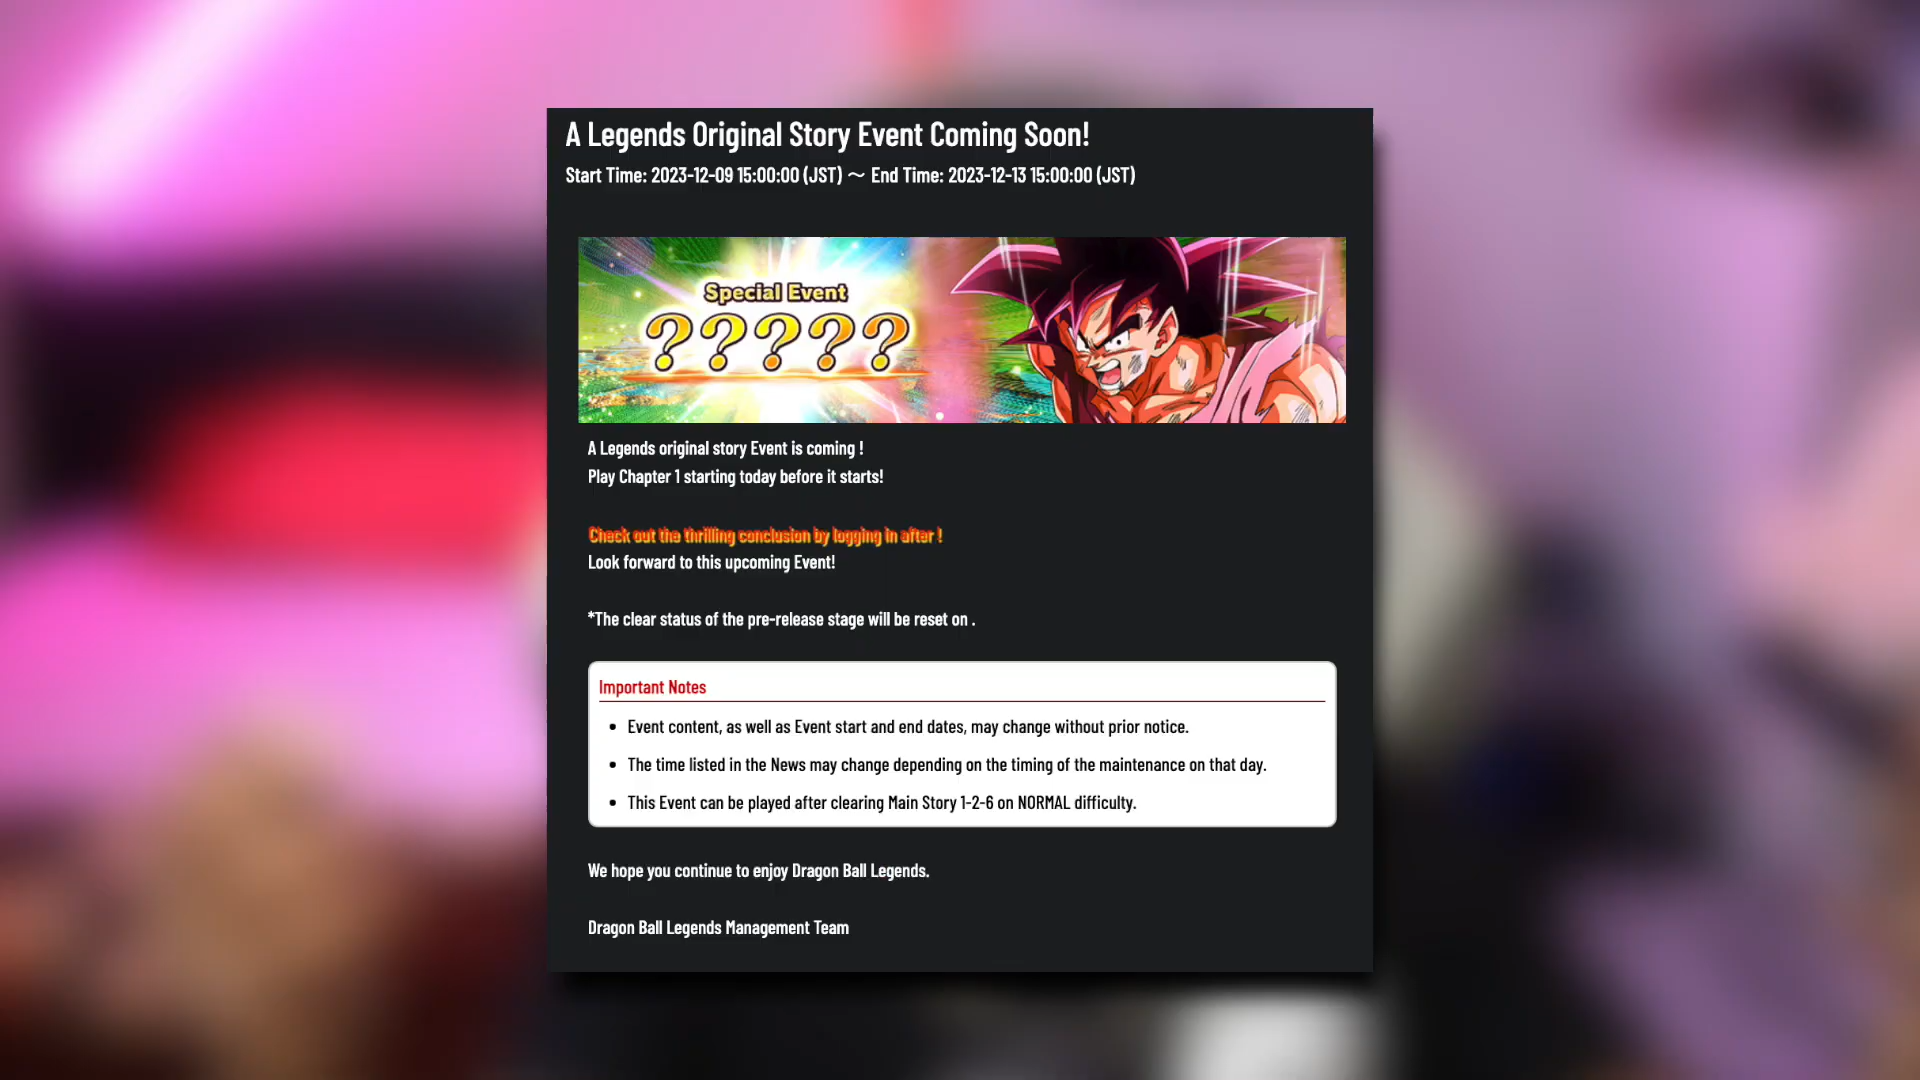 A Legends Original Story Event Coming Soon!
Start Time: 2023-12-09 15:00:00 (JST) ～ End Time: 2023-12-13 15:00:00 (JST)
Special Event
?????
A Legends original story Event is coming !
Play Chapter 1 starting today before it starts!
Check out the thrilling conclusion by logging in after !
Look forward to this upcoming Event!
*The clear status of the pre-release stage will be reset on .
Important Notes
• Event content, as well as Event start and end dates, may change without prior notice.
• The time listed in the News may change depending on the timing of the maintenance on that day.
• This Event can be played after clearing Main Story 1-2-6 on NORMAL difficulty.
We hope you continue to enjoy Dragon Ball Legends.
Dragon Ball Legends Management Team